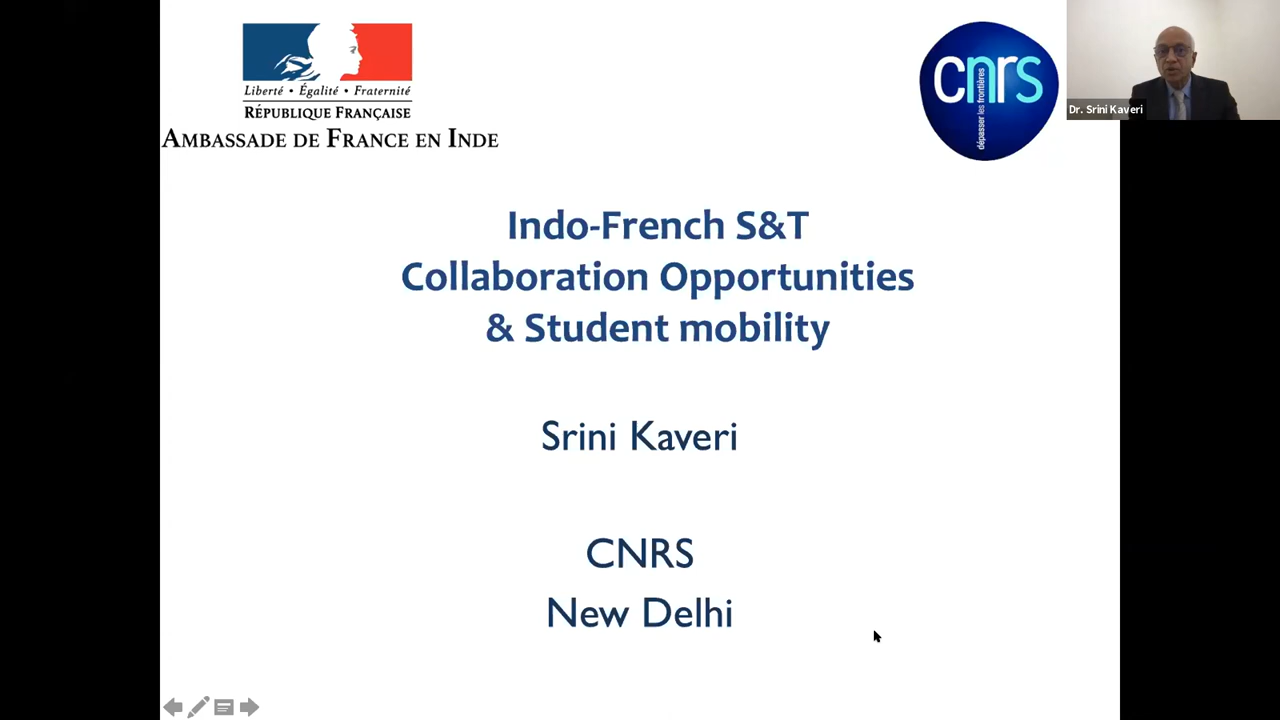 Liberté • Égalité • Fraternité
RÉPUBLIQUE FRANÇAISE
AMBASSADE DE FRANCE EN INDE
cnrs
dépasser les frontières
Dr. Srini Kaveri
Indo-French S&T
Collaboration Opportunities
& Student mobility
Srini Kaveri
CNRS
New Delhi